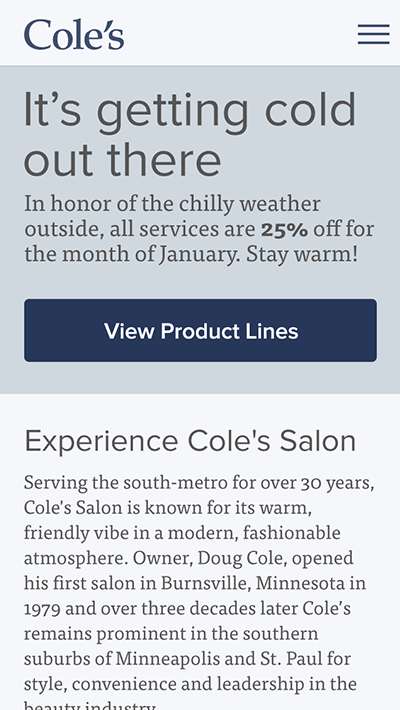 Cole's
It's getting cold
out there
In honor of the chilly weather
outside, all services are 25% off for
the month of January. Stay warm!
View Product Lines
Experience Cole's Salon
Serving the south-metro for over 30 years,
Cole's Salon is known for its warm,
friendly vibe in a modern, fashionable
atmosphere. Owner, Doug Cole, opened
his first salon in Burnsville, Minnesota in
1979 and over three decades later Cole's
remains prominent in the southern
suburbs of Minneapolis and St. Paul for
style, convenience and leadership in the
beauty industry.